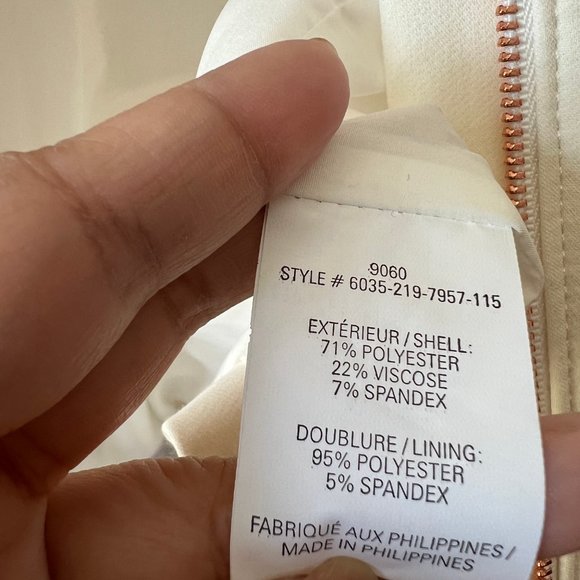 9060
STYLE # 6035-219-7957-115
EXTÉRIEUR / SHELL:
71% POLYESTER
22% VISCOSE
7% SPANDEX
DOUBLURE / LINING:
95% POLYESTER
5% SPANDEX
FABRIQUÉ AUX PHILIPPINES /
MADE IN PHILIPPINES